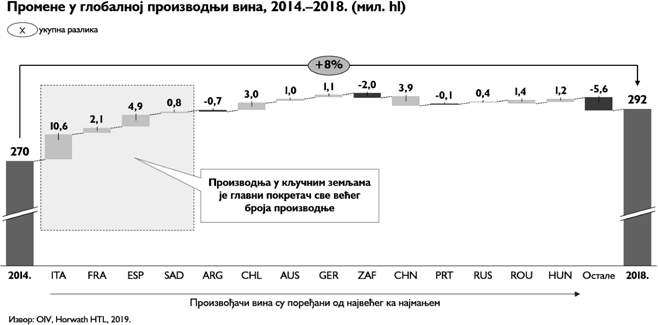 Промене у глобалној производњи вина, 2014.–2018. (мил. hl)
X укупна разлика
+8%
270 10,6 2,1 4,9 0,8 -0,7 3,0 1,0 1,1 -2,0 3,9 -0,1 0,4 1,4 1,2 -5,6 292
Производња у кључним земљама
је главни покретач све већег
броја производње
2014. ITA FRA ESP SAD ARG CHL AUS GER ZAF CHN PRT RUS ROU HUN Остале 2018.
Произвођачи вина су поређани од највећег ка најмањем
Извор: OIV, Horwath HTL, 2019.